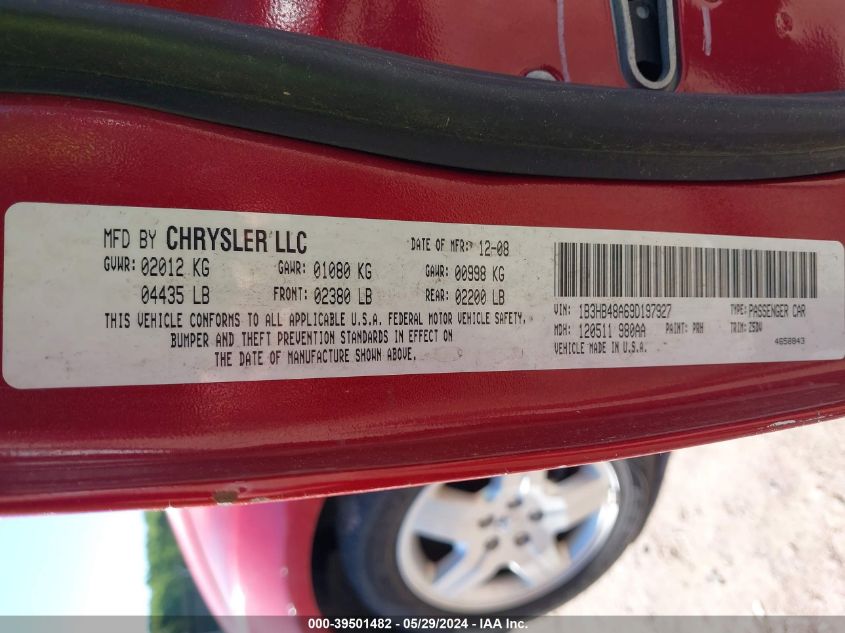 MFD BY CHRYSLER LLC
DATE OF MFR: 12-08
GVWR: 02012 KG GAWR: 01080 KG GAWR: 00998 KG
04435 LB FRONT: 02380 LB REAR: 02200 LB
THIS VEHICLE CONFORMS TO ALL APPLICABLE U.S.A. FEDERAL MOTOR VEHICLE SAFETY,
BUMPER AND THEFT PREVENTION STANDARDS IN EFFECT ON
THE DATE OF MANUFACTURE SHOWN ABOVE.
VIN: 1B3HB48A69D197927 TYPE: PASSENGER CAR
MDH: 120511 980AA PAINT: PRH TRIM: Z5DV
VEHICLE MADE IN U.S.A. 4658843
000-39501482 - 05/29/2024 - IAA Inc.